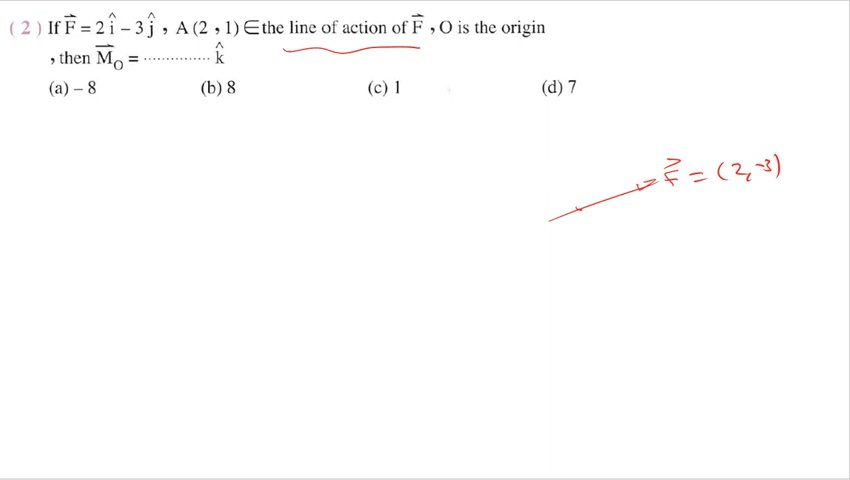 ( 2 ) If F⃗ = 2 î – 3 ĵ , A ( 2 , 1 ) ∈ the line of action of F⃗ , O is the origin
, then M⃗_O = ............... k̂
(a) – 8 (b) 8 (c) 1 (d) 7
F⃗ = (2, -3)